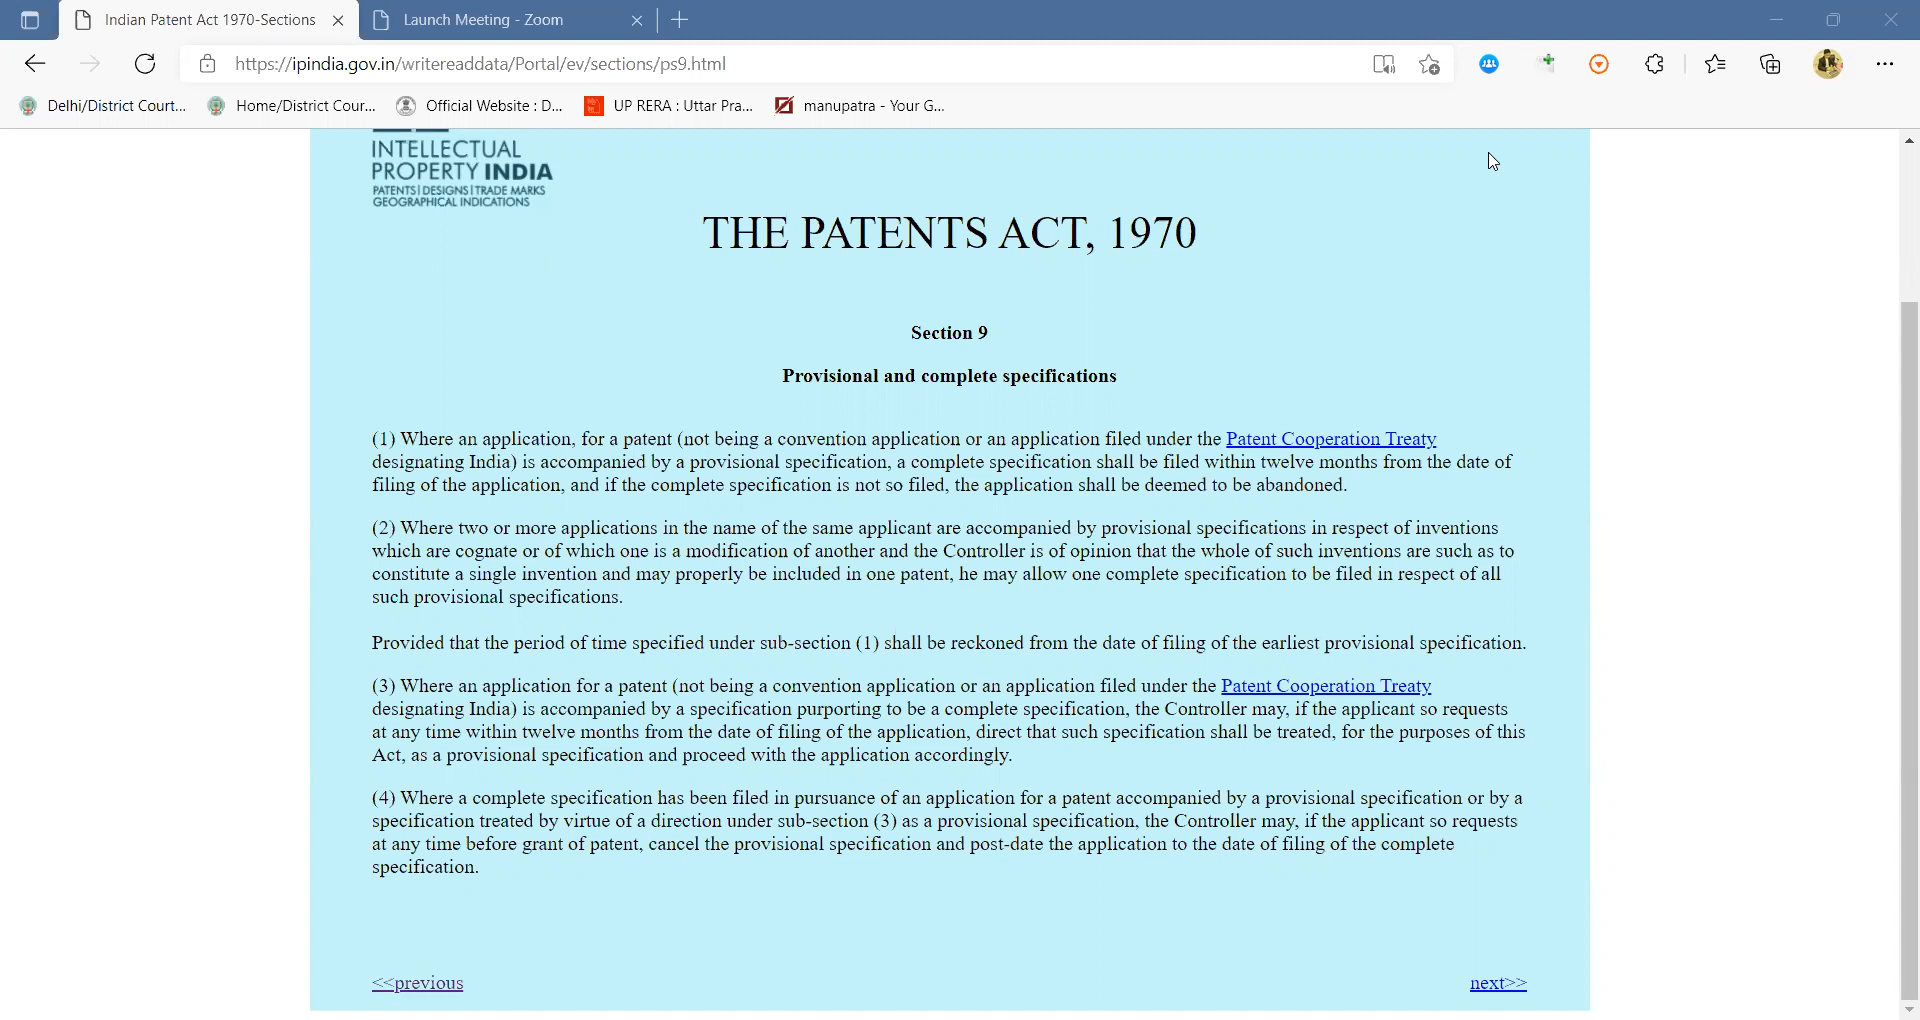 Indian Patent Act 1970-Sections
Launch Meeting - Zoom
https://ipindia.gov.in/writereaddata/Portal/ev/sections/ps9.html
Delhi/District Court...
Home/District Cour...
Official Website : D...
UP RERA : Uttar Pra...
manupatra - Your G...
INTELLECTUAL
PROPERTY INDIA
PATENTS | DESIGNS | TRADE MARKS
GEOGRAPHICAL INDICATIONS
THE PATENTS ACT, 1970
Section 9
Provisional and complete specifications
(1) Where an application, for a patent (not being a convention application or an application filed under the Patent Cooperation Treaty
designating India) is accompanied by a provisional specification, a complete specification shall be filed within twelve months from the date of
filing of the application, and if the complete specification is not so filed, the application shall be deemed to be abandoned.
(2) Where two or more applications in the name of the same applicant are accompanied by provisional specifications in respect of inventions
which are cognate or of which one is a modification of another and the Controller is of opinion that the whole of such inventions are such as to
constitute a single invention and may properly be included in one patent, he may allow one complete specification to be filed in respect of all
such provisional specifications.
Provided that the period of time specified under sub-section (1) shall be reckoned from the date of filing of the earliest provisional specification.
(3) Where an application for a patent (not being a convention application or an application filed under the Patent Cooperation Treaty
designating India) is accompanied by a specification purporting to be a complete specification, the Controller may, if the applicant so requests
at any time within twelve months from the date of filing of the application, direct that such specification shall be treated, for the purposes of this
Act, as a provisional specification and proceed with the application accordingly.
(4) Where a complete specification has been filed in pursuance of an application for a patent accompanied by a provisional specification or by a
specification treated by virtue of a direction under sub-section (3) as a provisional specification, the Controller may, if the applicant so requests
at any time before grant of patent, cancel the provisional specification and post-date the application to the date of filing of the complete
specification.
<<previous
next>>